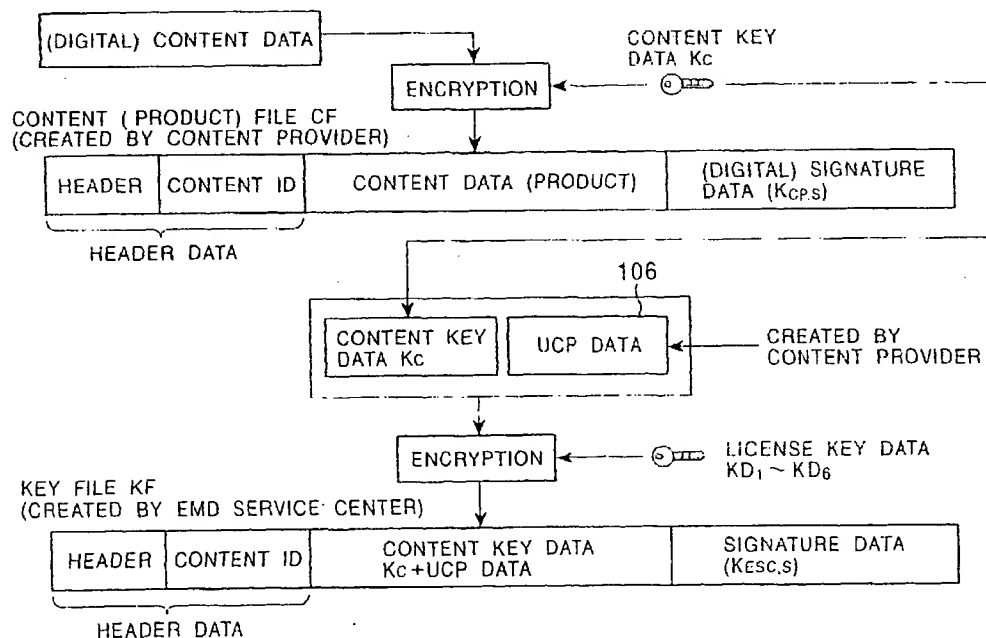 (DIGITAL) CONTENT DATA
CONTENT KEY
DATA Kc
ENCRYPTION
CONTENT (PRODUCT) FILE CF
(CREATED BY CONTENT PROVIDER)
HEADER
CONTENT ID
CONTENT DATA (PRODUCT)
(DIGITAL) SIGNATURE
DATA (KCP,S)
HEADER DATA
106
CONTENT KEY
DATA Kc
UCP DATA
CREATED BY
CONTENT PROVIDER
ENCRYPTION
LICENSE KEY DATA
KD1 ~ KD6
KEY FILE KF
(CREATED BY EMD SERVICE CENTER)
HEADER
CONTENT ID
CONTENT KEY DATA
Kc+UCP DATA
SIGNATURE DATA
(KESC,S)
HEADER DATA